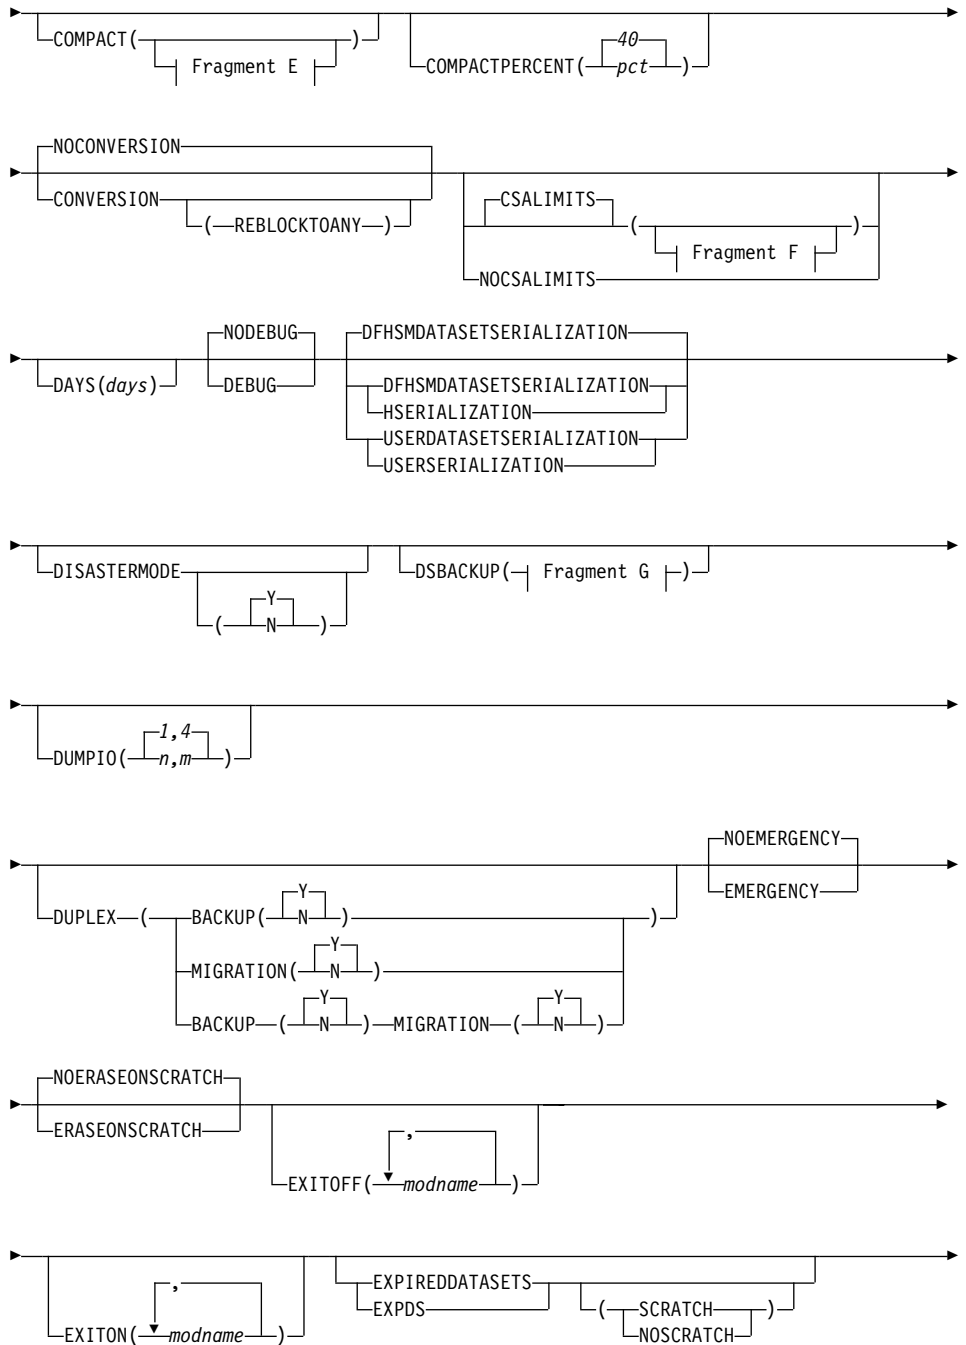 40
COMPACT( ) COMPACTPERCENT( pct )
Fragment E
NOCONVERSION
CONVERSION CSALIMITS
( REBLOCKTOANY ) ( )
Fragment F
NOCSALIMITS
NODEBUG DFHSMDATASETSERIALIZATION
DAYS(days) DEBUG DFHSMDATASETSERIALIZATION
HSERIALIZATION
USERDATASETSERIALIZATION
USERSERIALIZATION
DISASTERMODE DSBACKUP( Fragment G )
Y
( N )
1,4
DUMPIO( n,m )
NOEMERGENCY
Y EMERGENCY
DUPLEX ( BACKUP( N ) )
Y
MIGRATION( N )
Y Y
BACKUP ( N ) MIGRATION ( N )
NOERASEONSCRATCH
ERASEONSCRATCH
,
EXITOFF( modname )
EXPIREDDATASETS
, EXPDS ( SCRATCH )
EXITON( modname ) NOSCRATCH